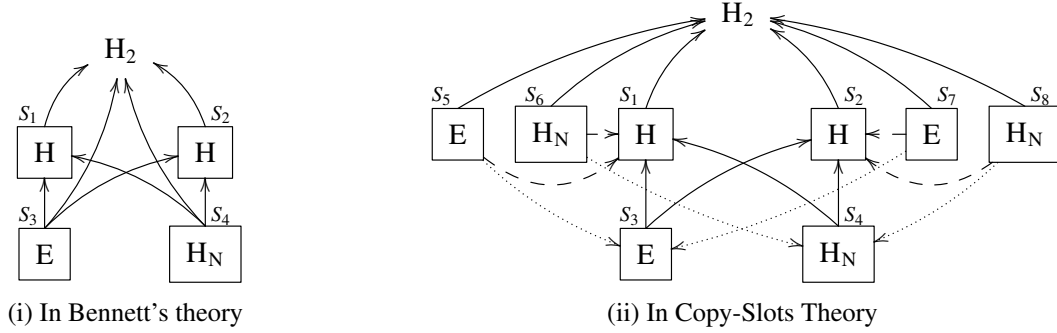 H2 H2
S1 S2 S5 S6 S1 S2 S7 S8
H H E HN H H E HN
S3 S4 S3 S4
E HN E HN
(i) In Bennett’s theory (ii) In Copy-Slots Theory